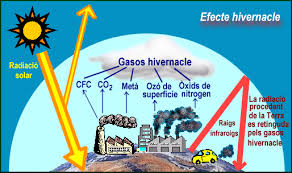 Efecte hivernacle
Radiació
solar
Gasos hivernacle
CFC CO2 Metà Ozó de
superfície Òxids de
nitrogen
Raigs
infraroigs
La radiació
procedent
de la Terra
es retinguda
pels gasos
hivernacle